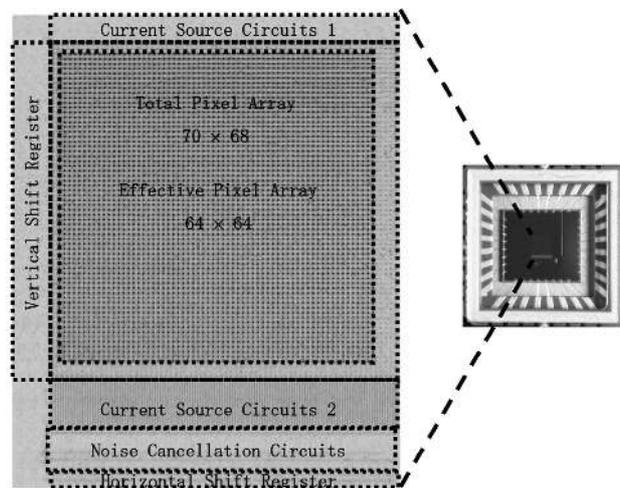 Current Source Circuits 1
Vertical Shift Register
Total Pixel Array
70 × 68
Effective Pixel Array
64 × 64
Current Source Circuits 2
Noise Cancellation Circuits
Horizontal Shift Register